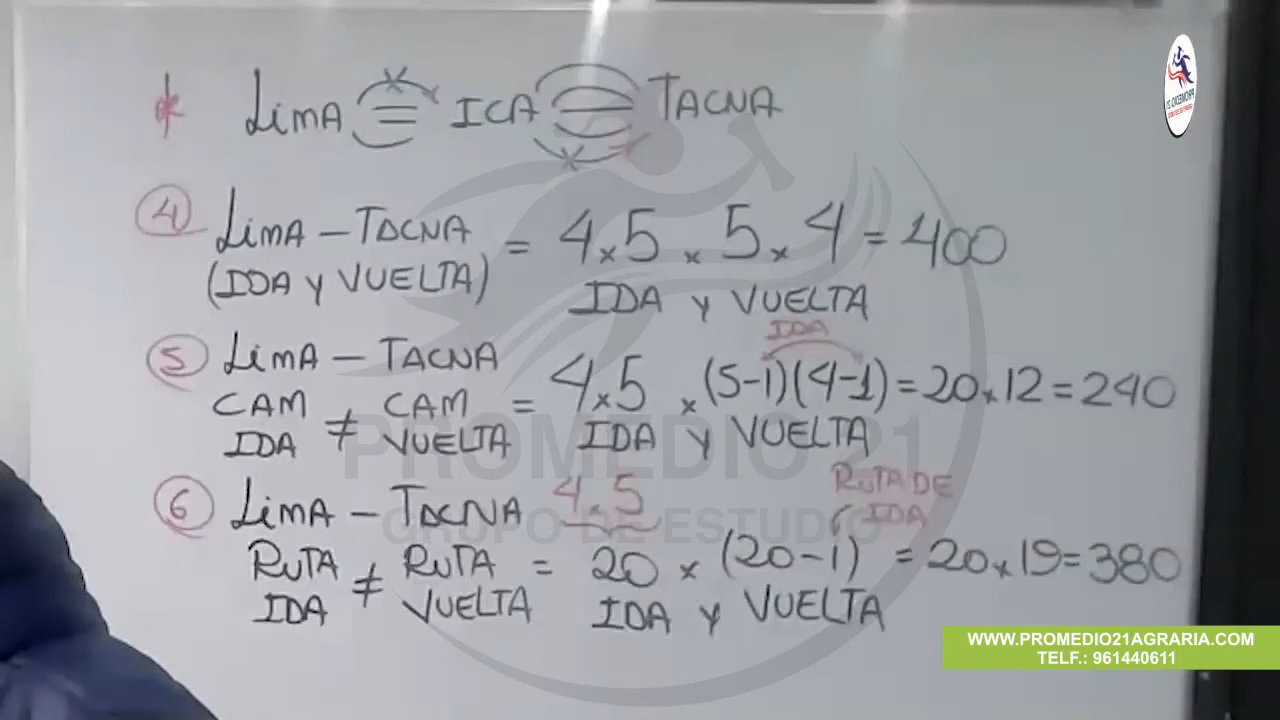 * LIMA ICA TACNA
4 LIMA – TACNA = 4 x 5 x 5 x 4 = 400
(IDA Y VUELTA) IDA Y VUELTA
IDA
5 LIMA – TACNA
CAM ≠ CAM = 4 x 5 x (5-1)(4-1) = 20 x 12 = 240
IDA VUELTA IDA Y VUELTA
RUTA DE
IDA
6 LIMA – TACNA 4 x 5
RUTA ≠ RUTA = 20 x (20-1) = 20 x 19 = 380
IDA VUELTA IDA Y VUELTA
PROMEDIO 21
GRUPO DE ESTUDIO
WWW.PROMEDIO21AGRARIA.COM
TELF.: 961440611